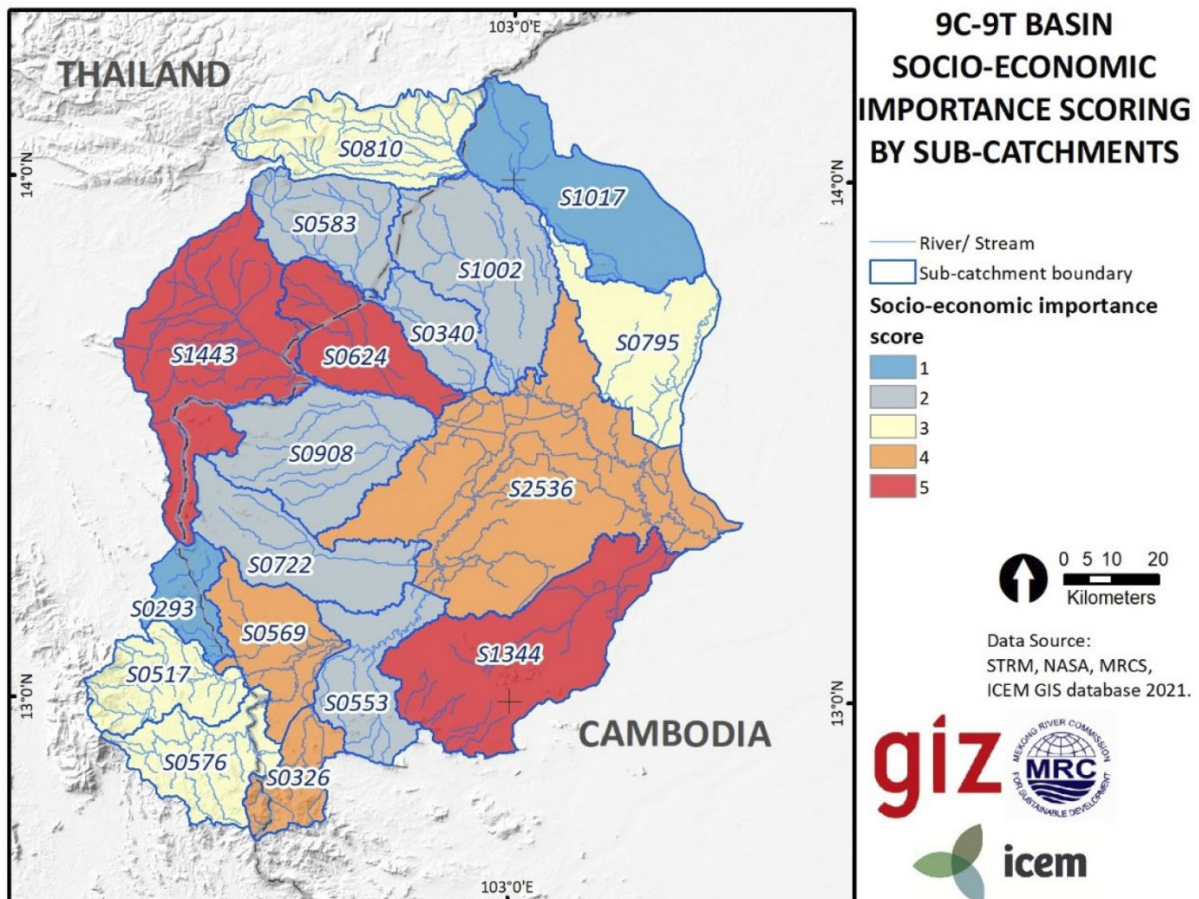 9C-9T BASIN
SOCIO-ECONOMIC
IMPORTANCE SCORING
BY SUB-CATCHMENTS
103°0'E
THAILAND
14°0'N
14°0'N
S0810
S1017
S0583
S1002
S0340
S0795
S1443
S0624
S0908
S2536
S0722
S0293
S0569
S0517
S1344
S0553
13°0'N
13°0'N
CAMBODIA
S0576
S0326
103°0'E
River/ Stream
Sub-catchment boundary
Socio-economic importance
score
1
2
3
4
5
0 5 10 20
Kilometers
Data Source:
STRM, NASA, MRCS,
ICEM GIS database 2021.
giz
MEKONG RIVER COMMISSION
MRC
FOR SUSTAINABLE DEVELOPMENT
icem